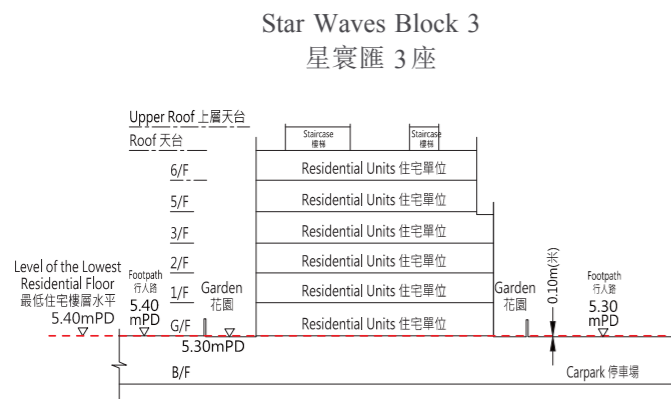 Star Waves Block 3
星寰匯 3 座
Upper Roof 上層天台
Roof 天台
Staircase
樓梯
Staircase
樓梯
6/F
Residential Units 住宅單位
5/F
Residential Units 住宅單位
3/F
Residential Units 住宅單位
2/F
Residential Units 住宅單位
1/F
Residential Units 住宅單位
G/F
Residential Units 住宅單位
Level of the Lowest
Residential Floor
最低住宅樓層水平
5.40mPD
Footpath
行人路
5.40
mPD
Garden
花園
5.30mPD
Garden
花園
0.10m(米)
Footpath
行人路
5.30
mPD
B/F
Carpark 停車場